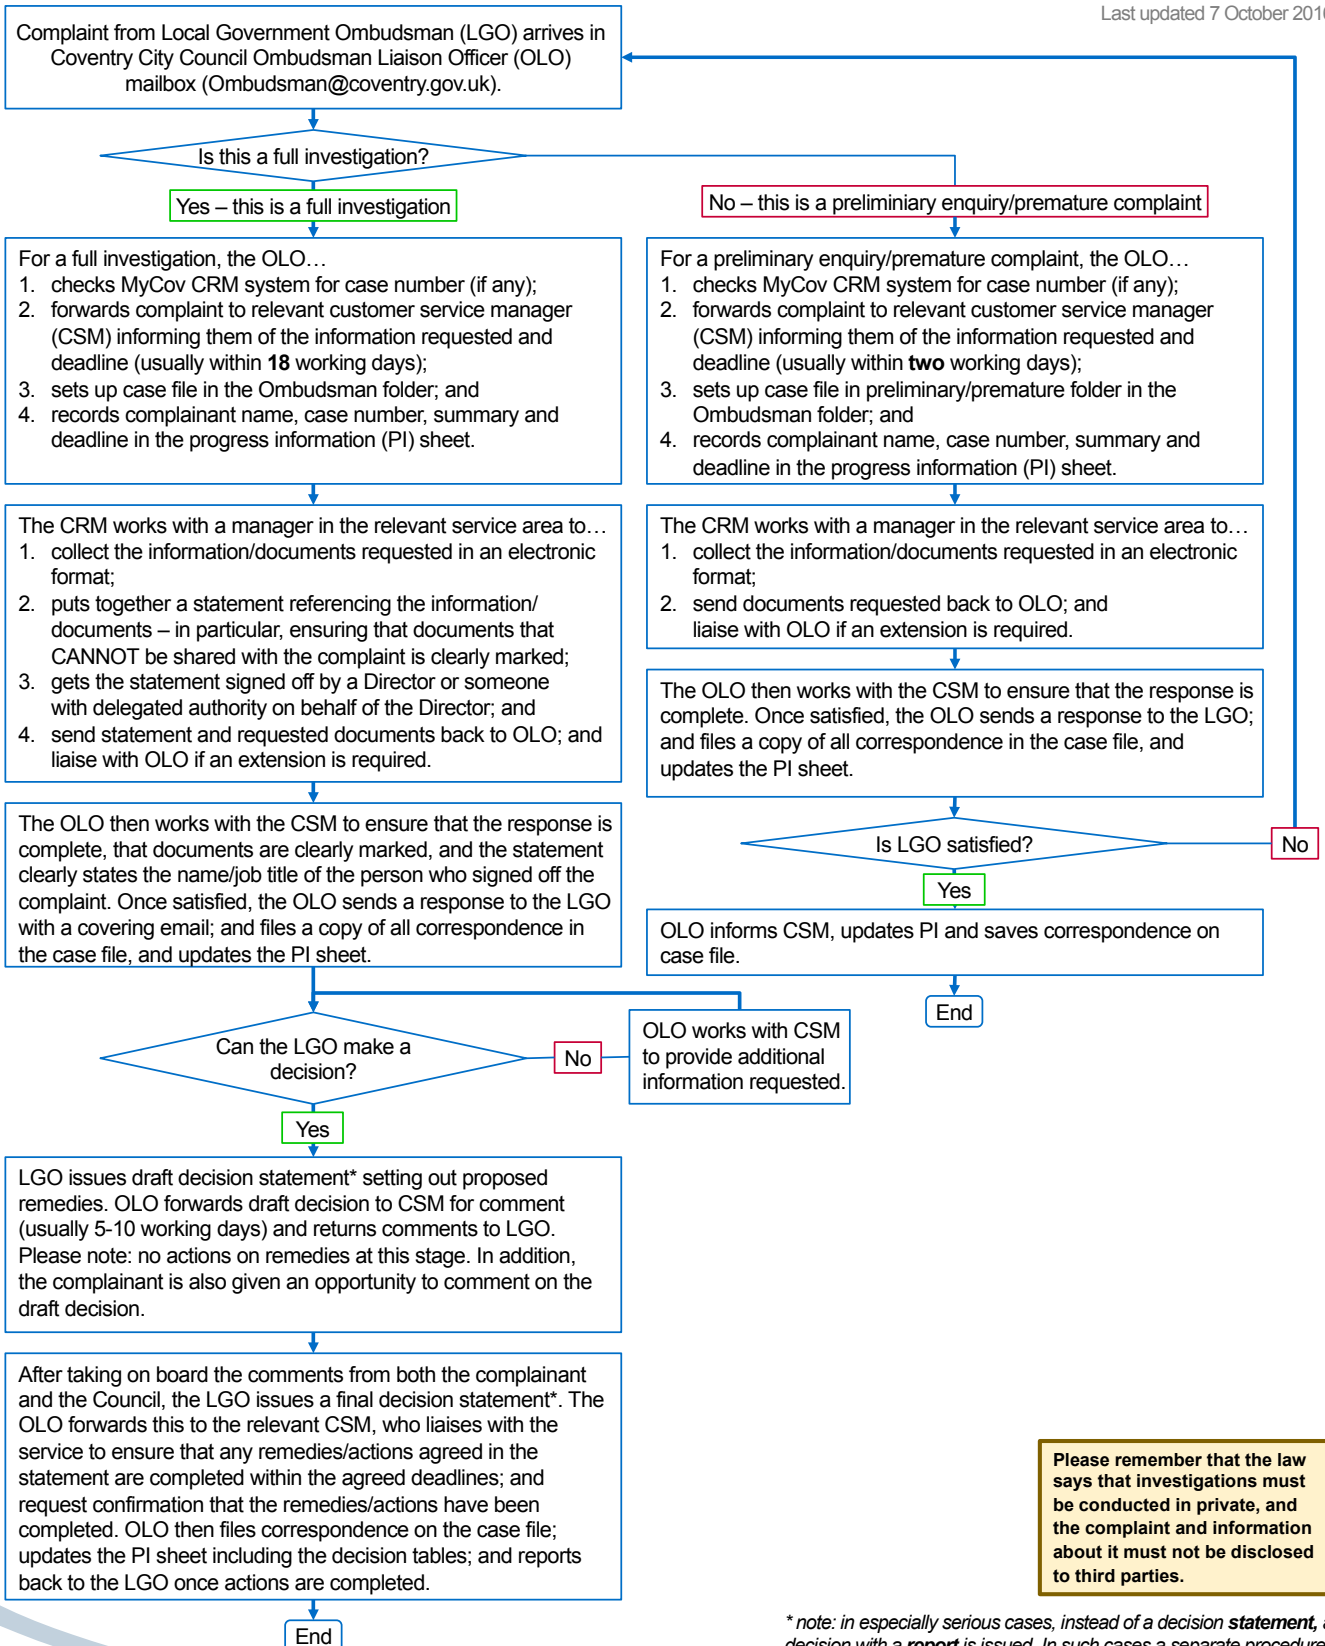 Last updated 7 October 2016
Complaint from Local Government Ombudsman (LGO) arrives in
Coventry City Council Ombudsman Liaison Officer (OLO)
mailbox (Ombudsman@coventry.gov.uk).
Is this a full investigation?
Yes – this is a full investigation
For a full investigation, the OLO…
1. checks MyCov CRM system for case number (if any);
2. forwards complaint to relevant customer service manager
(CSM) informing them of the information requested and
deadline (usually within 18 working days);
3. sets up case file in the Ombudsman folder; and
4. records complainant name, case number, summary and
deadline in the progress information (PI) sheet.
The CRM works with a manager in the relevant service area to…
1. collect the information/documents requested in an electronic
format;
2. puts together a statement referencing the information/
documents – in particular, ensuring that documents that
CANNOT be shared with the complaint is clearly marked;
3. gets the statement signed off by a Director or someone
with delegated authority on behalf of the Director; and
4. send statement and requested documents back to OLO; and
liaise with OLO if an extension is required.
The OLO then works with the CSM to ensure that the response is
complete, that documents are clearly marked, and the statement
clearly states the name/job title of the person who signed off the
complaint. Once satisfied, the OLO sends a response to the LGO
with a covering email; and files a copy of all correspondence in
the case file, and updates the PI sheet.
Can the LGO make a
decision?
No
OLO works with CSM
to provide additional
information requested.
Yes
LGO issues draft decision statement* setting out proposed
remedies. OLO forwards draft decision to CSM for comment
(usually 5-10 working days) and returns comments to LGO.
Please note: no actions on remedies at this stage. In addition,
the complainant is also given an opportunity to comment on the
draft decision.
After taking on board the comments from both the complainant
and the Council, the LGO issues a final decision statement*. The
OLO forwards this to the relevant CSM, who liaises with the
service to ensure that any remedies/actions agreed in the
statement are completed within the agreed deadlines; and
request confirmation that the remedies/actions have been
completed. OLO then files correspondence on the case file;
updates the PI sheet including the decision tables; and reports
back to the LGO once actions are completed.
End
No – this is a preliminiary enquiry/premature complaint
For a preliminary enquiry/premature complaint, the OLO…
1. checks MyCov CRM system for case number (if any);
2. forwards complaint to relevant customer service manager
(CSM) informing them of the information requested and
deadline (usually within two working days);
3. sets up case file in preliminary/premature folder in the
Ombudsman folder; and
4. records complainant name, case number, summary and
deadline in the progress information (PI) sheet.
The CRM works with a manager in the relevant service area to…
1. collect the information/documents requested in an electronic
format;
2. send documents requested back to OLO; and
liaise with OLO if an extension is required.
The OLO then works with the CSM to ensure that the response is
complete. Once satisfied, the OLO sends a response to the LGO;
and files a copy of all correspondence in the case file, and
updates the PI sheet.
Is LGO satisfied?
No
Yes
OLO informs CSM, updates PI and saves correspondence on
case file.
End
Please remember that the law
says that investigations must
be conducted in private, and
the complaint and information
about it must not be disclosed
to third parties.
* note: in especially serious cases, instead of a decision statement, a
decision with a report is issued. In such cases a separate procedure